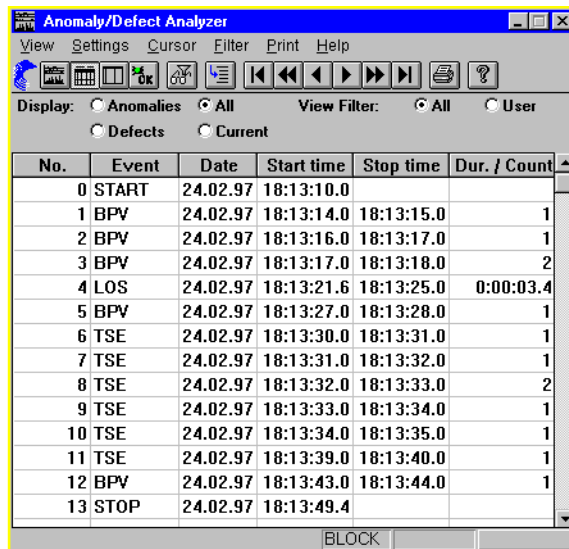 Anomaly/Defect Analyzer
View Settings Cursor Filter Print Help
OK ?
Display: Anomalies All View Filter: All User
Defects Current
No. Event Date Start time Stop time Dur. / Count
0 START 24.02.97 18:13:10.0
1 BPV 24.02.97 18:13:14.0 18:13:15.0 1
2 BPV 24.02.97 18:13:16.0 18:13:17.0 1
3 BPV 24.02.97 18:13:17.0 18:13:18.0 2
4 LOS 24.02.97 18:13:21.6 18:13:25.0 0:00:03.4
5 BPV 24.02.97 18:13:27.0 18:13:28.0 1
6 TSE 24.02.97 18:13:30.0 18:13:31.0 1
7 TSE 24.02.97 18:13:31.0 18:13:32.0 1
8 TSE 24.02.97 18:13:32.0 18:13:33.0 2
9 TSE 24.02.97 18:13:33.0 18:13:34.0 1
10 TSE 24.02.97 18:13:34.0 18:13:35.0 1
11 TSE 24.02.97 18:13:39.0 18:13:40.0 1
12 BPV 24.02.97 18:13:43.0 18:13:44.0 1
13 STOP 24.02.97 18:13:49.4
BLOCK